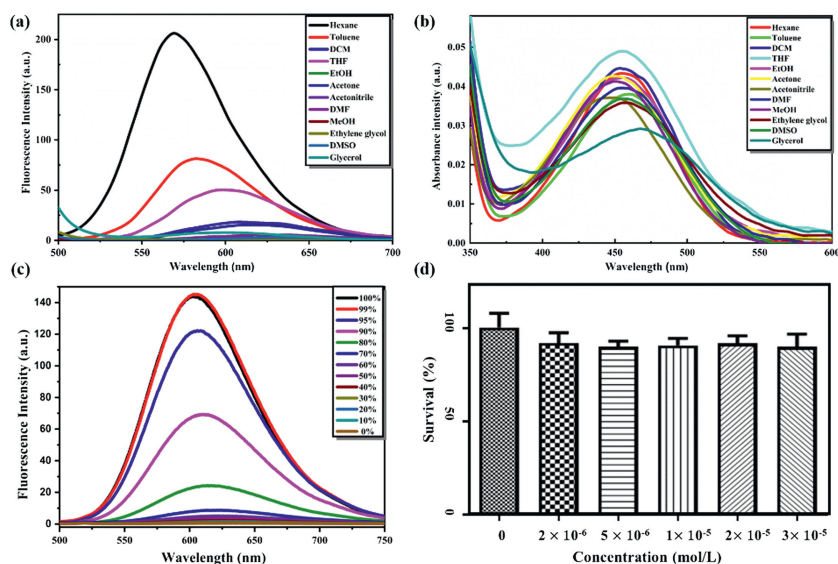 (a)
Fluorescence Intensity (a.u.)
200
150
100
50
0
500
550
600
650
700
Wavelength (nm)
Hexane
Toluene
DCM
THF
EtOH
Acetone
Acetonitrile
DMF
MeOH
Ethylene glycol
DMSO
Glycerol
(b)
Absorbance intensity (a.u.)
0.05
0.04
0.03
0.02
0.01
0.00
350
400
450
500
550
600
Wavelength (nm)
Hexane
Toluene
DCM
THF
EtOH
Acetone
Acetonitrile
DMF
MeOH
Ethylene glycol
DMSO
Glycerol
(c)
Fluorescence Intensity (a.u.)
140
120
100
80
60
40
20
0
500
550
600
650
700
750
Wavelength (nm)
100%
99%
95%
90%
80%
70%
60%
50%
40%
30%
20%
10%
0%
(d)
Survival (%)
100
50
0
0
2 × 10-6
5 × 10-6
1× 10-5
2× 10-5
3× 10-5
Concentration (mol/L)